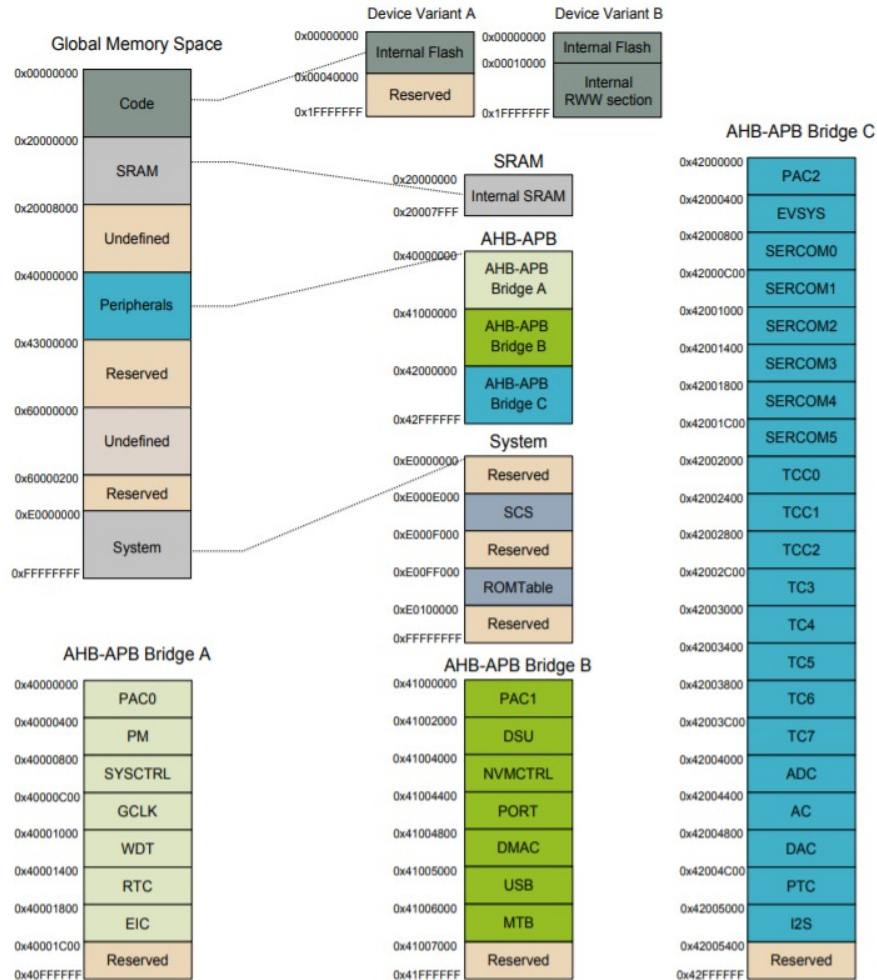 Global Memory Space
0x00000000
Code
0x20000000
SRAM
0x20008000
Undefined
0x40000000
Peripherals
0x43000000
Reserved
0x60000000
Undefined
0x60000200
Reserved
0xE0000000
System
0xFFFFFFFF
Device Variant A
0x00000000
Internal Flash
0x00040000
Reserved
0x1FFFFFFF
Device Variant B
0x00000000
Internal Flash
0x00010000
Internal
RWW section
0x1FFFFFFF
SRAM
0x20000000
Internal SRAM
0x20007FFF
AHB-APB
0x40000000
AHB-APB
Bridge A
0x41000000
AHB-APB
Bridge B
0x42000000
AHB-APB
Bridge C
0x42FFFFFF
System
0xE0000000
Reserved
0xE000E000
SCS
0xE000F000
Reserved
0xE00FF000
ROMTable
0xE0100000
Reserved
0xFFFFFFFF
AHB-APB Bridge A
0x40000000
PAC0
0x40000400
PM
0x40000800
SYSCTRL
0x40000C00
GCLK
0x40001000
WDT
0x40001400
RTC
0x40001800
EIC
0x40001C00
Reserved
0x40FFFFFF
AHB-APB Bridge B
0x41000000
PAC1
0x41002000
DSU
0x41004000
NVMCTRL
0x41004400
PORT
0x41004800
DMAC
0x41005000
USB
0x41006000
MTB
0x41007000
Reserved
0x41FFFFFF
AHB-APB Bridge C
0x42000000
PAC2
0x42000400
EVSYS
0x42000800
SERCOM0
0x42000C00
SERCOM1
0x42001000
SERCOM2
0x42001400
SERCOM3
0x42001800
SERCOM4
0x42001C00
SERCOM5
0x42002000
TCC0
0x42002400
TCC1
0x42002800
TCC2
0x42002C00
TC3
0x42003000
TC4
0x42003400
TC5
0x42003800
TC6
0x42003C00
TC7
0x42004000
ADC
0x42004400
AC
0x42004800
DAC
0x42004C00
PTC
0x42005000
I2S
0x42005400
Reserved
0x42FFFFFF